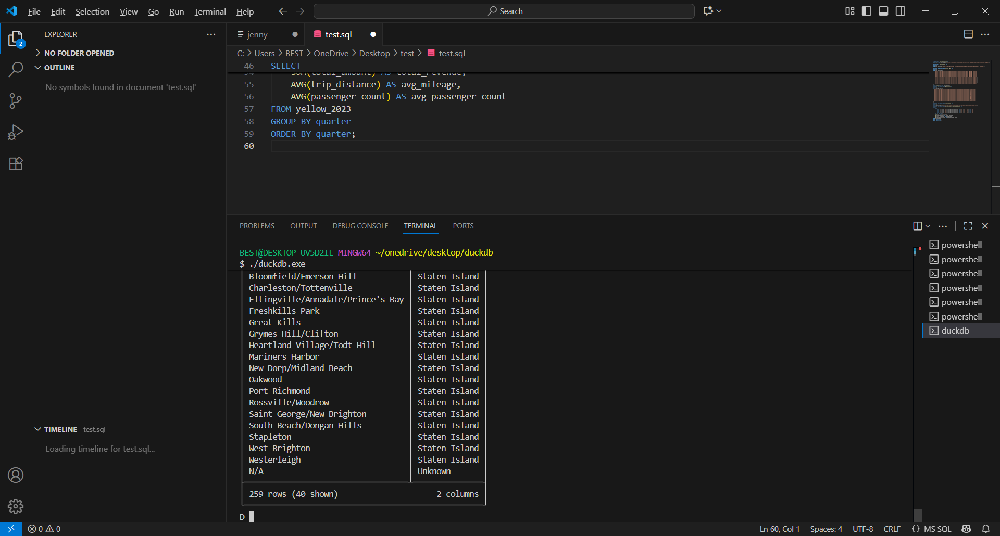 File Edit Selection View Go Run Terminal Help
Search
EXPLORER
2
NO FOLDER OPENED
OUTLINE
No symbols found in document 'test.sql'
TIMELINE test.sql
Loading timeline for test.sql...
jenny
test.sql
C: > Users > BEST > OneDrive > Desktop > test > test.sql
46 SELECT
54 SUM(total_amount) AS total_revenue,
55 AVG(trip_distance) AS avg_mileage,
56 AVG(passenger_count) AS avg_passenger_count
57 FROM yellow_2023
58 GROUP BY quarter
59 ORDER BY quarter;
60
PROBLEMS OUTPUT DEBUG CONSOLE TERMINAL PORTS
BEST@DESKTOP-UV5D2IL MINGW64 ~/onedrive/desktop/duckdb
$ ./duckdb.exe
Bloomfield/Emerson Hill Staten Island
Charleston/Tottenville Staten Island
Eltingville/Annadale/Prince's Bay Staten Island
Freshkills Park Staten Island
Great Kills Staten Island
Grymes Hill/Clifton Staten Island
Heartland Village/Todt Hill Staten Island
Mariners Harbor Staten Island
New Dorp/Midland Beach Staten Island
Oakwood Staten Island
Port Richmond Staten Island
Rossville/Woodrow Staten Island
Saint George/New Brighton Staten Island
South Beach/Dongan Hills Staten Island
Stapleton Staten Island
West Brighton Staten Island
Westerleigh Staten Island
N/A Unknown
259 rows (40 shown) 2 columns
D
powershell
powershell
powershell
powershell
powershell
powershell
duckdb
0 0
Ln 60, Col 1 Spaces: 4 UTF-8 CRLF {} MS SQL